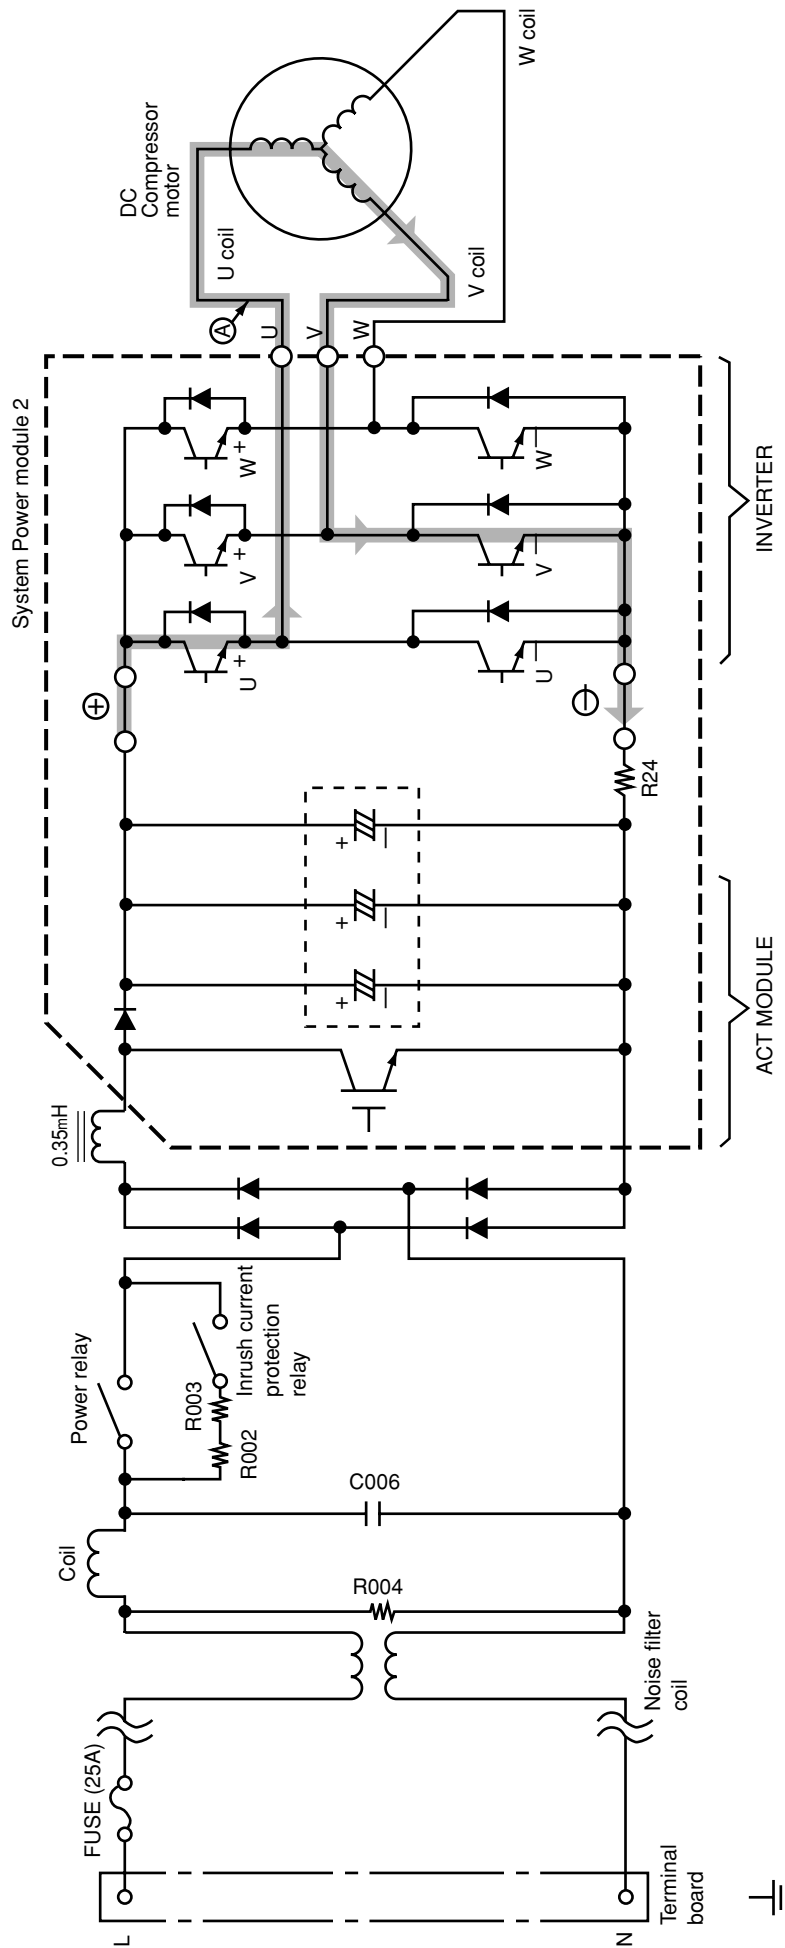 L
N
Terminal
board
FUSE (25A)
Noise filter
coil
R004
Coil
C006
Power relay
R002
R003
Inrush current
protection
relay
0.35mH
ACT MODULE
+
−
+
−
+
−
R24
System Power module 2
+
−
U
+
V
+
W
+
U
−
V
−
W
−
INVERTER
U
V
W
A
U coil
V coil
W coil
DC
Compressor
motor